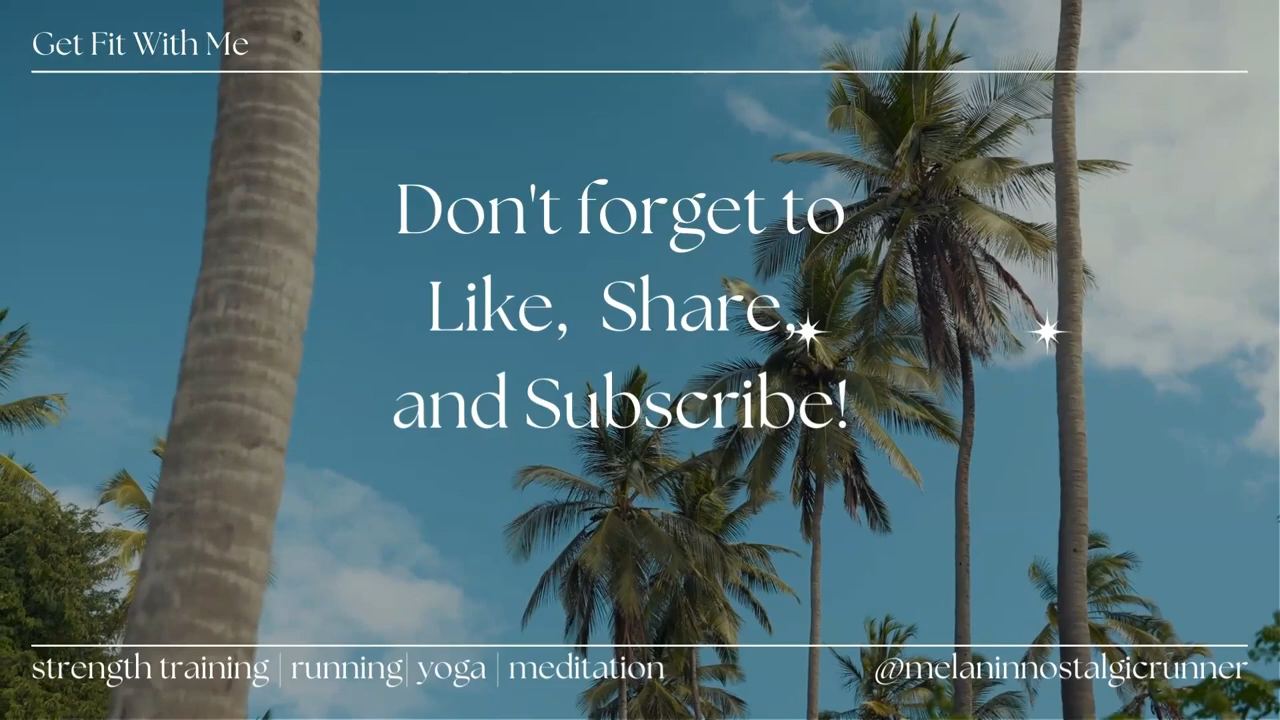 Get Fit With Me
Don't forget to
Like, Share,
and Subscribe!
strength training | running| yoga | meditation
@melaninnostalgicrunner